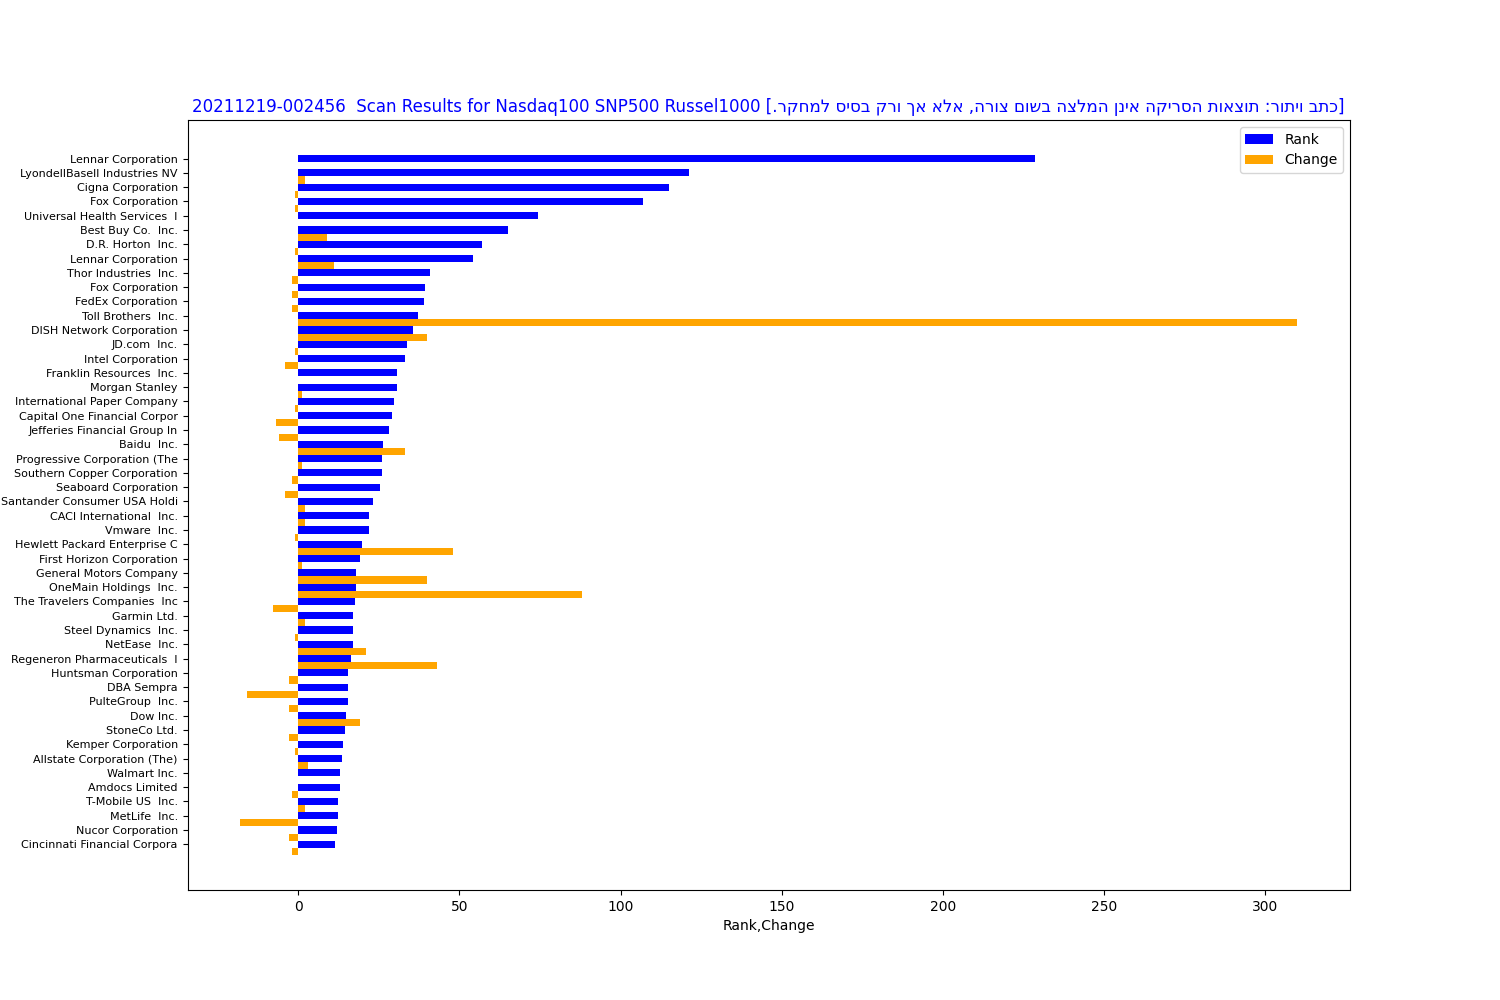 20211219-002456  Scan Results for Nasdaq100 SNP500 Russel1000 [כתב ויתור: תוצאות הסריקה אינן המלצה בשום צורה, אלא אך ורק בסיס למחקר.]
Rank
Change
Lennar Corporation
LyondellBasell Industries NV
Cigna Corporation
Fox Corporation
Universal Health Services  I
Best Buy Co.  Inc.
D.R. Horton  Inc.
Lennar Corporation
Thor Industries  Inc.
Fox Corporation
FedEx Corporation
Toll Brothers  Inc.
DISH Network Corporation
JD.com  Inc.
Intel Corporation
Franklin Resources  Inc.
Morgan Stanley
International Paper Company
Capital One Financial Corpor
Jefferies Financial Group In
Baidu  Inc.
Progressive Corporation (The
Southern Copper Corporation
Seaboard Corporation
Santander Consumer USA Holdi
CACI International  Inc.
Vmware  Inc.
Hewlett Packard Enterprise C
First Horizon Corporation
General Motors Company
OneMain Holdings  Inc.
The Travelers Companies  Inc
Garmin Ltd.
Steel Dynamics  Inc.
NetEase  Inc.
Regeneron Pharmaceuticals  I
Huntsman Corporation
DBA Sempra
PulteGroup  Inc.
Dow Inc.
StoneCo Ltd.
Kemper Corporation
Allstate Corporation (The)
Walmart Inc.
Amdocs Limited
T-Mobile US  Inc.
MetLife  Inc.
Nucor Corporation
Cincinnati Financial Corpora
0 50 100 150 200 250 300
Rank,Change